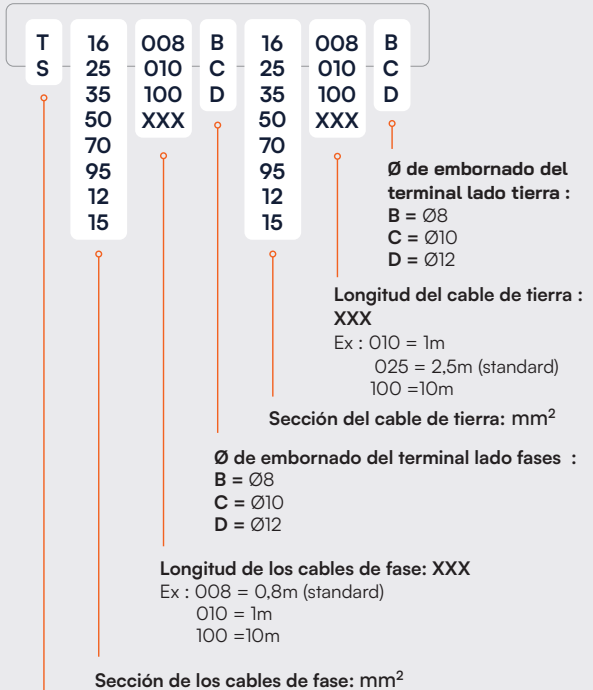 T 16 008 B 16 008 B
S 25 010 C 25 010 C
35 100 D 35 100 D
50 XXX 50 XXX
70 70
95 95
12 12
15 15
Ø de embornado del
terminal lado tierra :
B = Ø8
C = Ø10
D = Ø12
Longitud del cable de tierra :
XXX
Ex : 010 = 1m
025 = 2,5m (standard)
100 =10m
Sección del cable de tierra: mm²
Ø de embornado del terminal lado fases :
B = Ø8
C = Ø10
D = Ø12
Longitud de los cables de fase: XXX
Ex : 008 = 0,8m (standard)
010 = 1m
100 =10m
Sección de los cables de fase: mm²